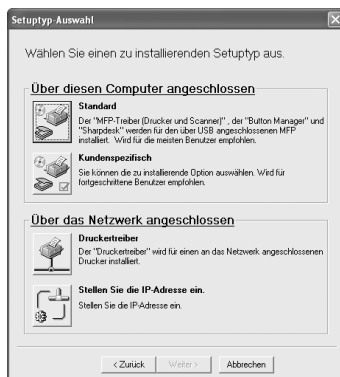 Setuptyp-Auswahl
Wählen Sie einen zu installierenden Setuptyp aus.
Über diesen Computer angeschlossen
Standard
Der "MFP-Treiber (Drucker und Scanner)" , der "Button Manager" und
"Sharpdesk" werden für den über USB angeschlossenen MFP
installiert. Wird für die meisten Benutzer empfohlen.
Kundenspezifisch
Sie können die zu installierende Option auswählen. Wird für
fortgeschrittene Benutzer empfohlen.
Über das Netzwerk angeschlossen
Druckertreiber
Der "Druckertreiber" wird für einen an das Netzwerk angeschlossenen
Drucker installiert.
Stellen Sie die IP-Adresse ein.
Stellen Sie die IP-Adresse ein.
< Zurück Weiter > Abbrechen